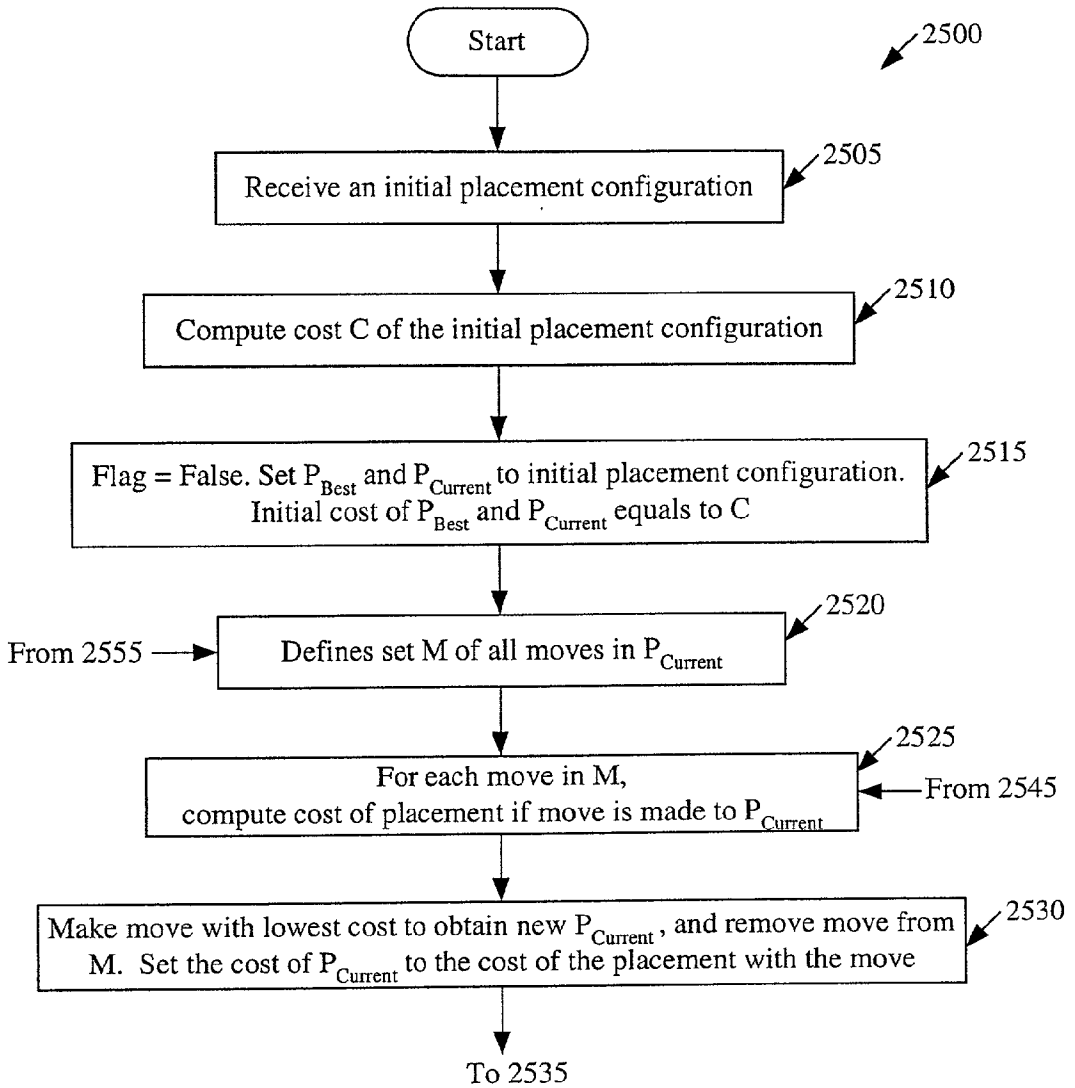 Start
2500
2505
Receive an initial placement configuration
2510
Compute cost C of the initial placement configuration
2515
Flag = False. Set P_Best and P_Current to initial placement configuration.
Initial cost of P_Best and P_Current equals to C
2520
From 2555
Defines set M of all moves in P_Current
2525
For each move in M,
compute cost of placement if move is made to P_Current
From 2545
2530
Make move with lowest cost to obtain new P_Current, and remove move from
M. Set the cost of P_Current to the cost of the placement with the move
To 2535